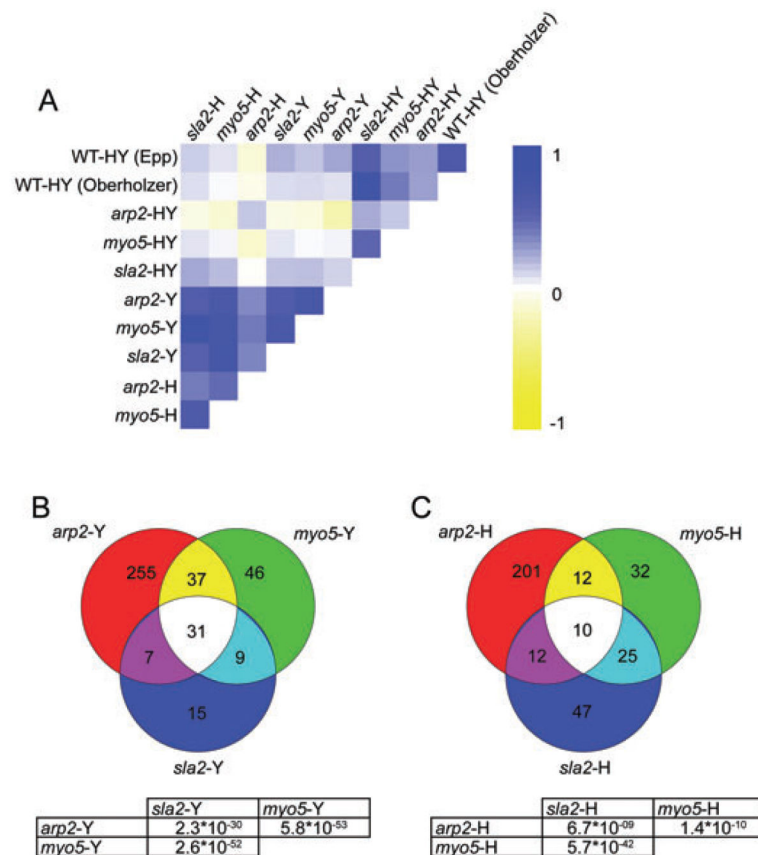 A
sla2-H
myo5-H
arp2-H
sla2-Y
myo5-Y
arp2-Y
sla2-HY
myo5-HY
arp2-HY
WT-HY (Oberholzer)
WT-HY (Epp)
WT-HY (Oberholzer)
arp2-HY
myo5-HY
sla2-HY
arp2-Y
myo5-Y
sla2-Y
arp2-H
myo5-H
1
0
-1
B
arp2-Y
myo5-Y
255
37
46
31
7
9
15
sla2-Y
sla2-Y myo5-Y
arp2-Y 2.3*10-30 5.8*10-53
myo5-Y 2.6*10-52
C
arp2-H
myo5-H
201
12
32
10
12
25
47
sla2-H
sla2-H myo5-H
arp2-H 6.7*10-09 1.4*10-10
myo5-H 5.7*10-42